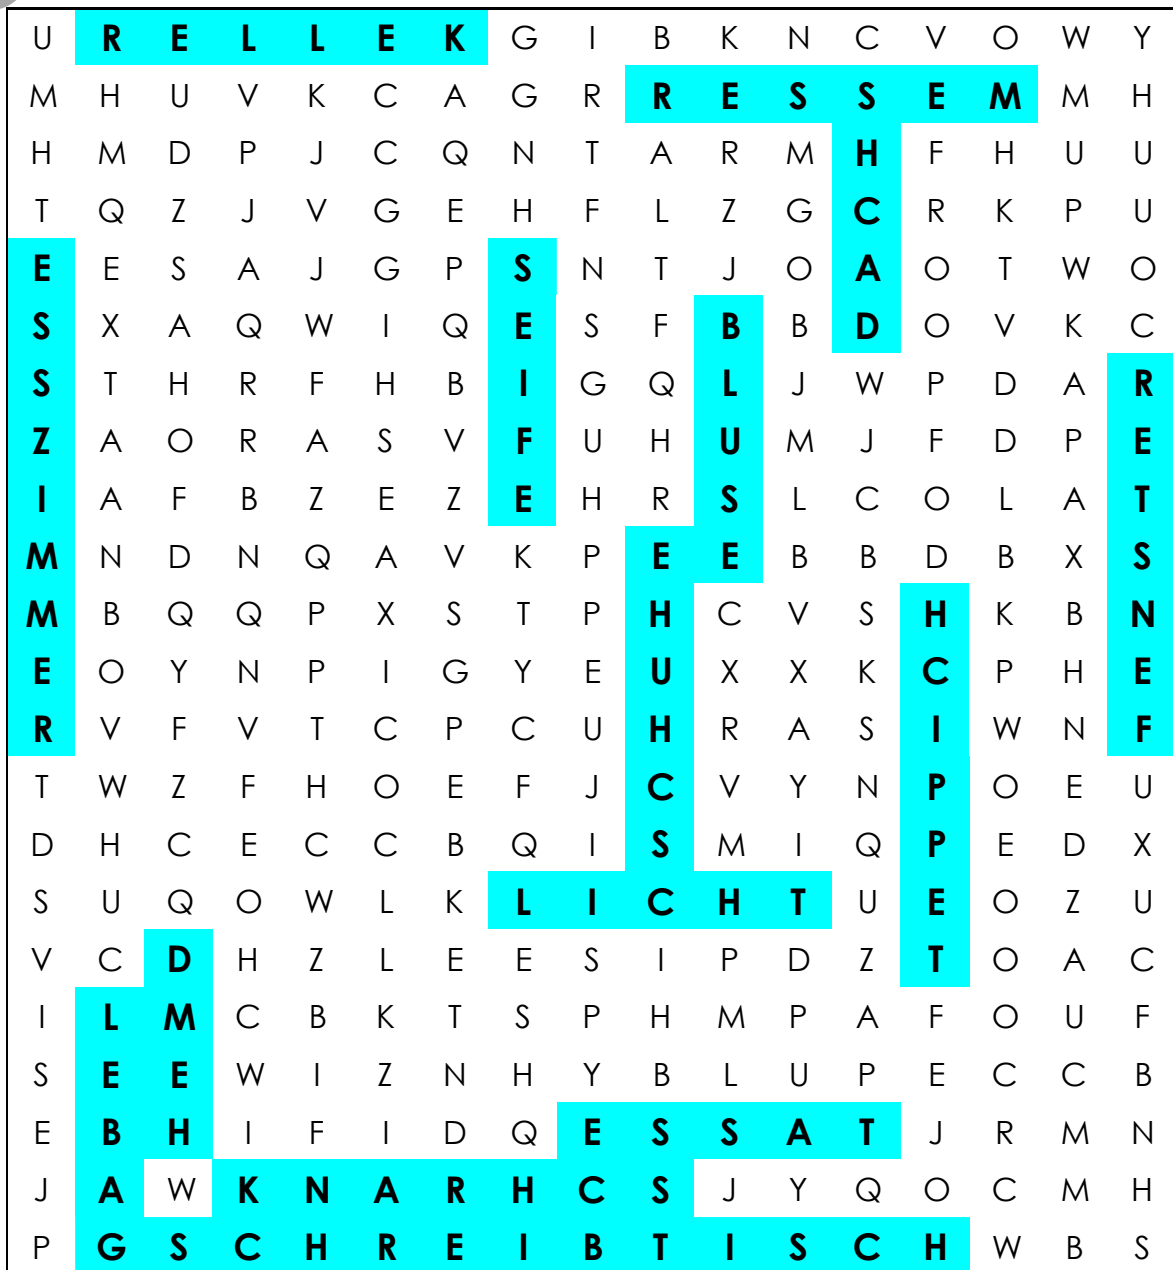 U R E L L E K G I B K N C V O W Y
M H U V K C A G R R E S S E M M H
H M D P J C Q N T A R M H F H U U
T Q Z J V G E H F L Z G C R K P U
E E S A J G P S N T J O A O T W O
S X A Q W I Q E S F B B D O V K C
S T H R F H B I G Q L J W P D A R
Z A O R A S V F U H U M J F D P E
I A F B Z E Z E H R S L C O L A T
M N D N Q A V K P E E B B D B X S
M B Q Q P X S T P H C V S H K B N
E O Y N P I G Y E U X X K C P H E
R V F V T C P C U H R A S I W N F
T W Z F H O E F J C V Y N P O E U
D H C E C C B Q I S M I Q P E D X
S U Q O W L K L I C H T U E O Z U
V C D H Z L E E S I P D Z T O A C
I L M C B K T S P H M P A F O U F
S E E W I Z N H Y B L U P E C C B
E B H I F I D Q E S S A T J R M N
J A W K N A R H C S J Y Q O C M H
P G S C H R E I B T I S C H W B S